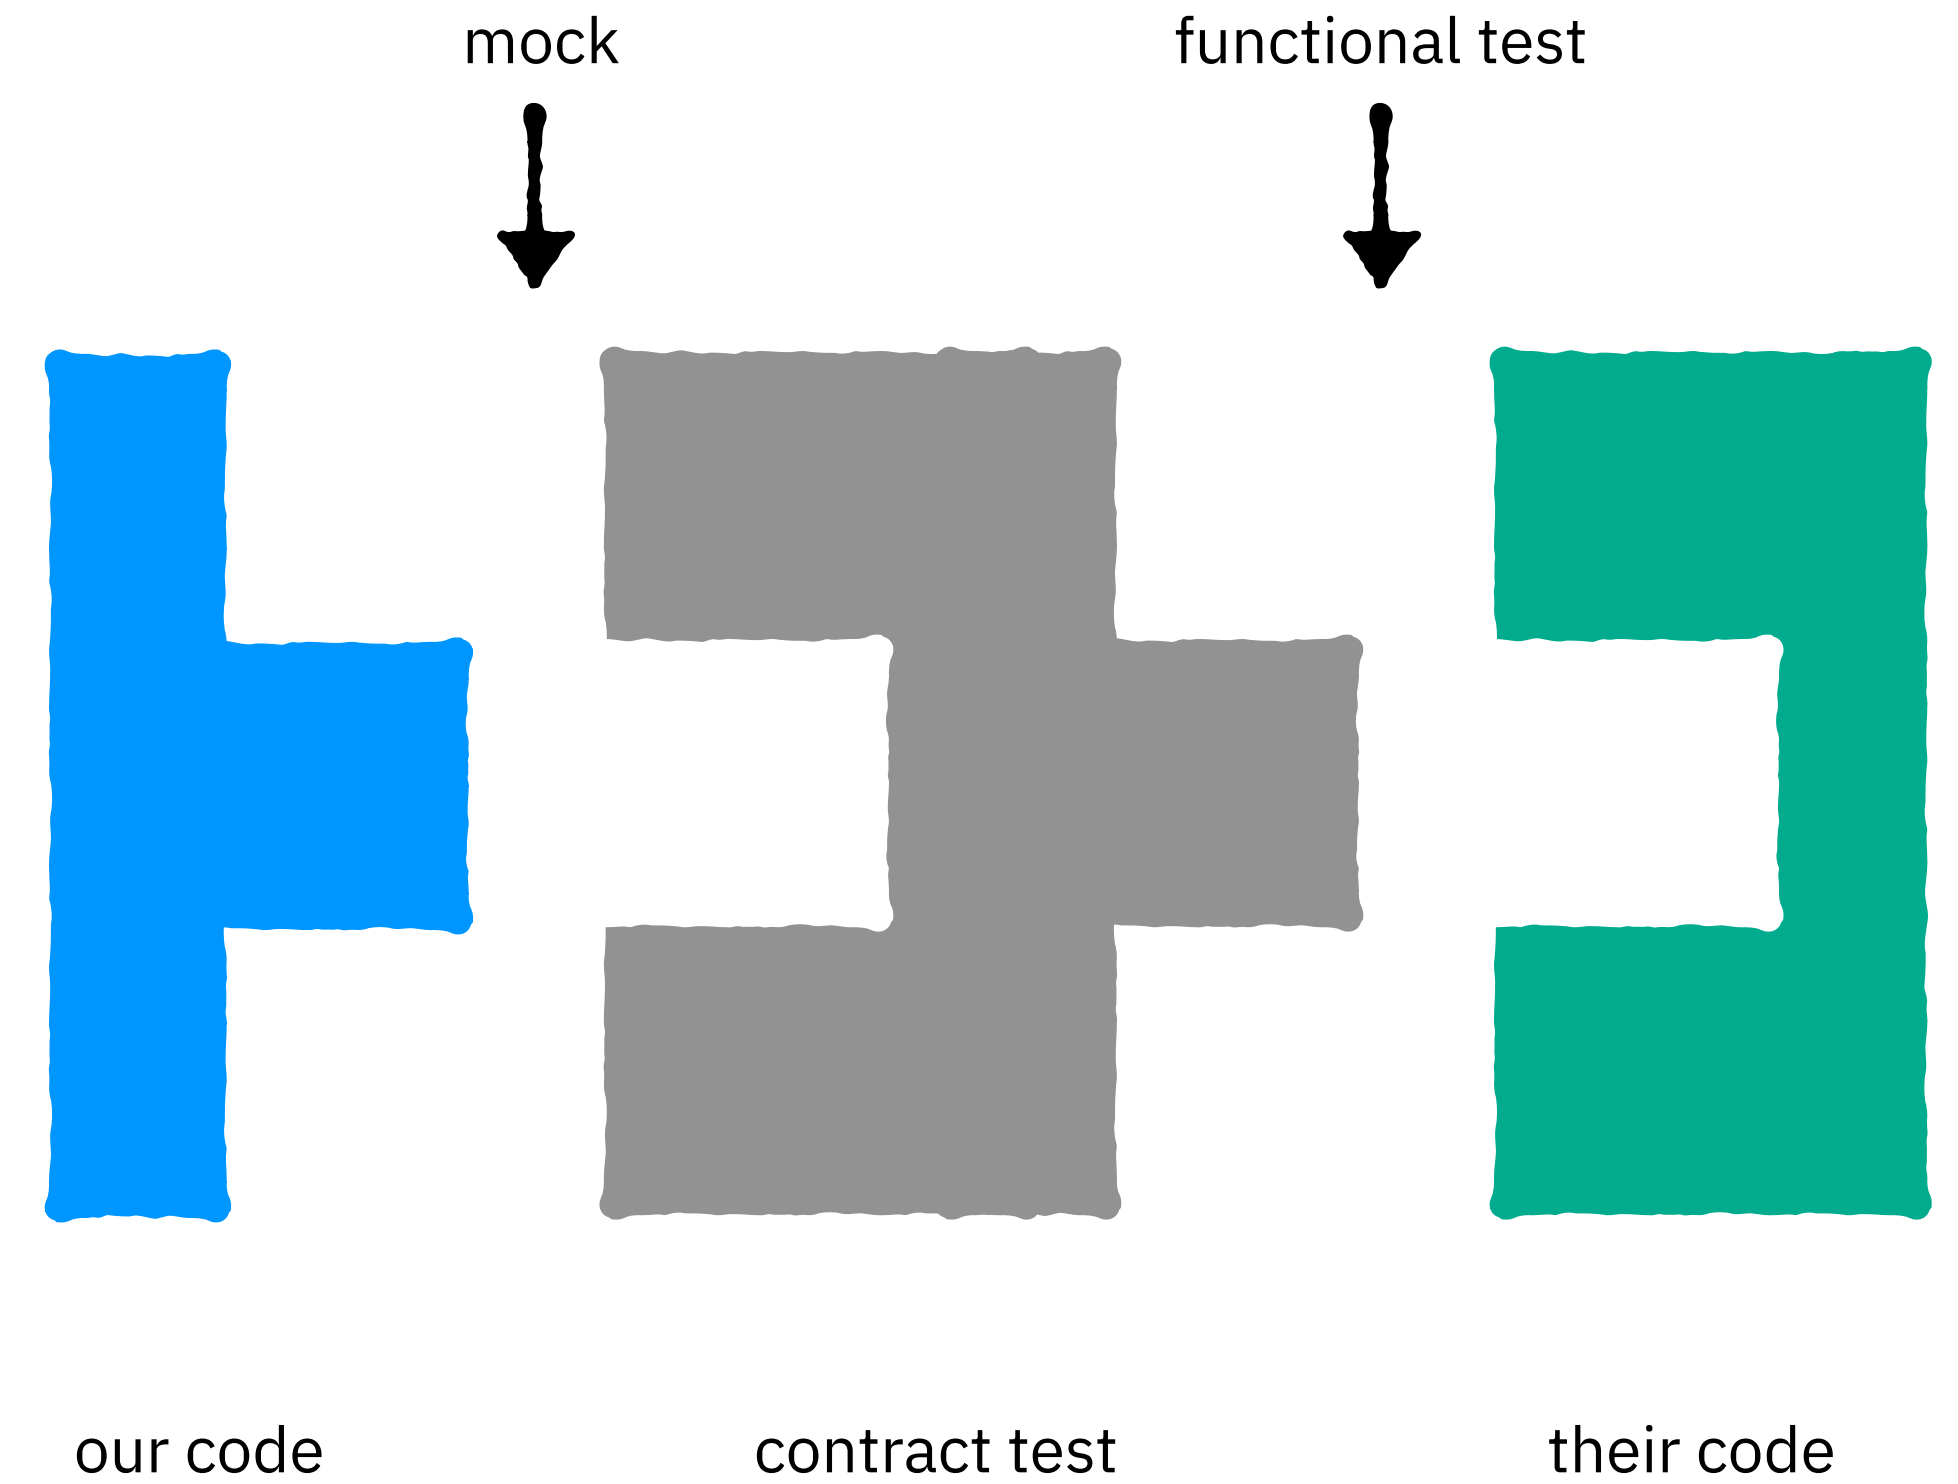 mock
functional test
our code
contract test
their code